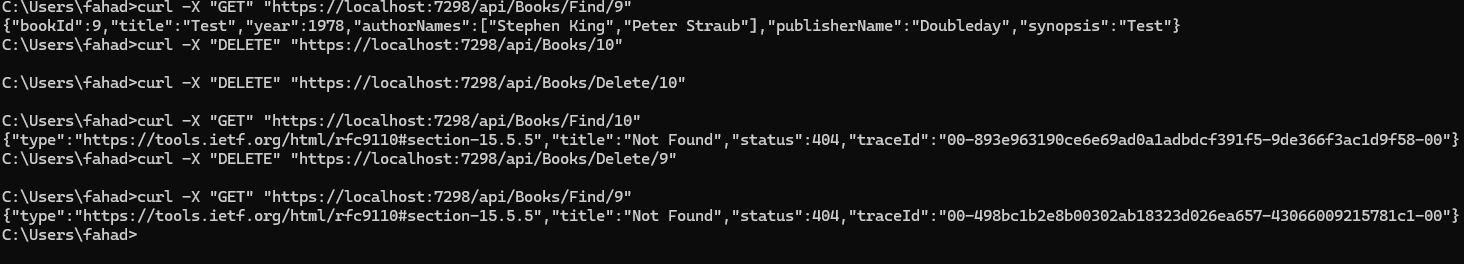 C:\Users\fahad>curl -X "GET" "https://localhost:7298/api/Books/Find/9"
{"bookId":9,"title":"Test","year":1978,"authorNames":["Stephen King","Peter Straub"],"publisherName":"Doubleday","synopsis":"Test"}
C:\Users\fahad>curl -X "DELETE" "https://localhost:7298/api/Books/10"
C:\Users\fahad>curl -X "DELETE" "https://localhost:7298/api/Books/Delete/10"
C:\Users\fahad>curl -X "GET" "https://localhost:7298/api/Books/Find/10"
{"type":"https://tools.ietf.org/html/rfc9110#section-15.5.5","title":"Not Found","status":404,"traceId":"00-893e963190ce6e69ad0a1adbdcf391f5-9de366f3ac1d9f58-00"}
C:\Users\fahad>curl -X "DELETE" "https://localhost:7298/api/Books/Delete/9"
C:\Users\fahad>curl -X "GET" "https://localhost:7298/api/Books/Find/9"
{"type":"https://tools.ietf.org/html/rfc9110#section-15.5.5","title":"Not Found","status":404,"traceId":"00-498bc1b2e8b00302ab18323d026ea657-43066009215781c1-00"}
C:\Users\fahad>